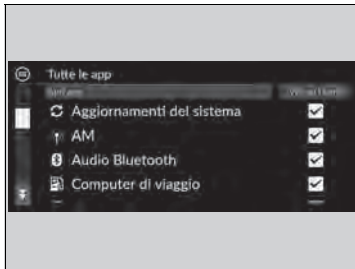 Tutte le app
Aggiornamenti del sistema
AM
Audio Bluetooth
Computer di viaggio